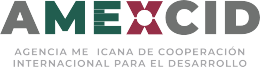 AMEXCID
AGENCIA ME ICANA DE COOPERACIÓN
INTERNACIONAL PARA EL DESARROLLO